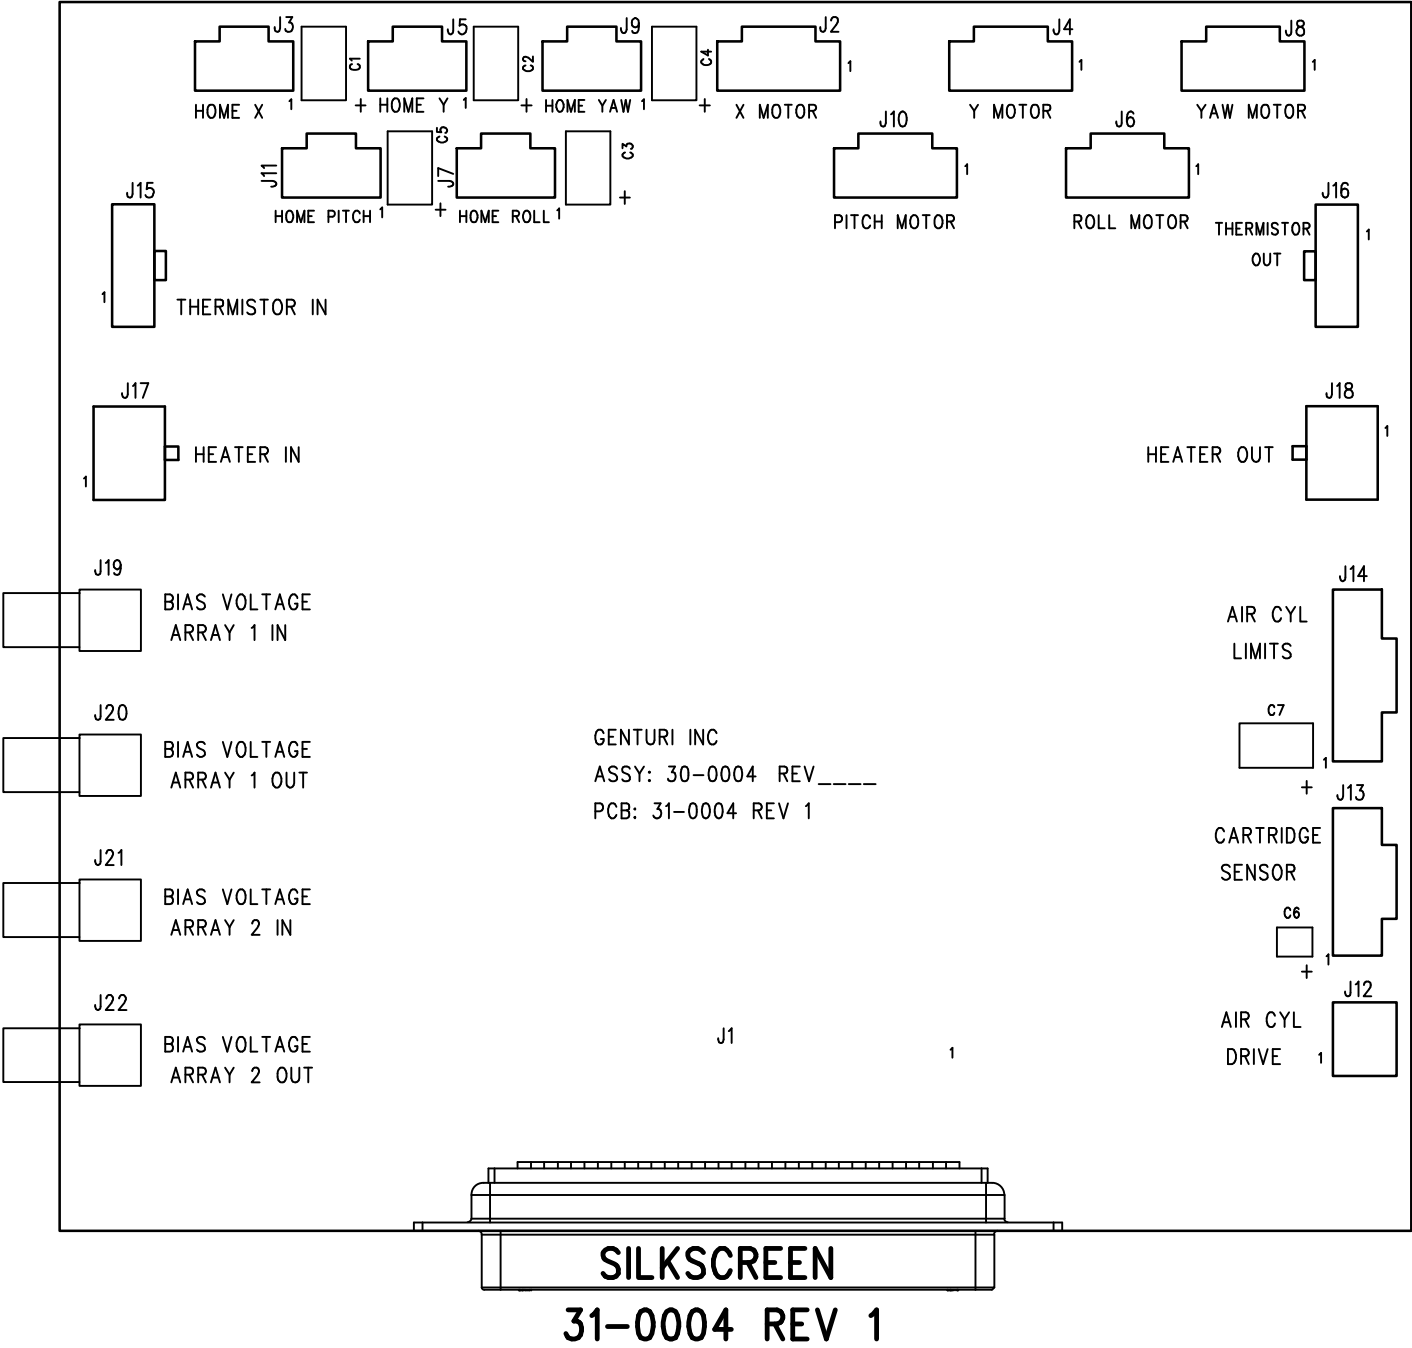 J3
C1
J5
C2
J9
C4
J2
J4
J8
1
1
1
1
1
1
HOME X
+
HOME Y
+
HOME YAW
+
X MOTOR
Y MOTOR
YAW MOTOR
J11
C5
J7
C3
J10
J6
1
1
HOME PITCH
1
+
HOME ROLL
1
+
PITCH MOTOR
ROLL MOTOR
J15
1
THERMISTOR IN
J16
1
THERMISTOR
OUT
J17
1
HEATER IN
J18
1
HEATER OUT
J19
BIAS VOLTAGE
ARRAY 1 IN
J14
AIR CYL
LIMITS
C7
1
+
J20
BIAS VOLTAGE
ARRAY 1 OUT
GENTURI INC
ASSY: 30-0004 REV____
PCB: 31-0004 REV 1
J13
CARTRIDGE
SENSOR
C6
1
+
J21
BIAS VOLTAGE
ARRAY 2 IN
J22
BIAS VOLTAGE
ARRAY 2 OUT
J1
1
J12
AIR CYL
DRIVE
1
SILKSCREEN
31-0004 REV 1